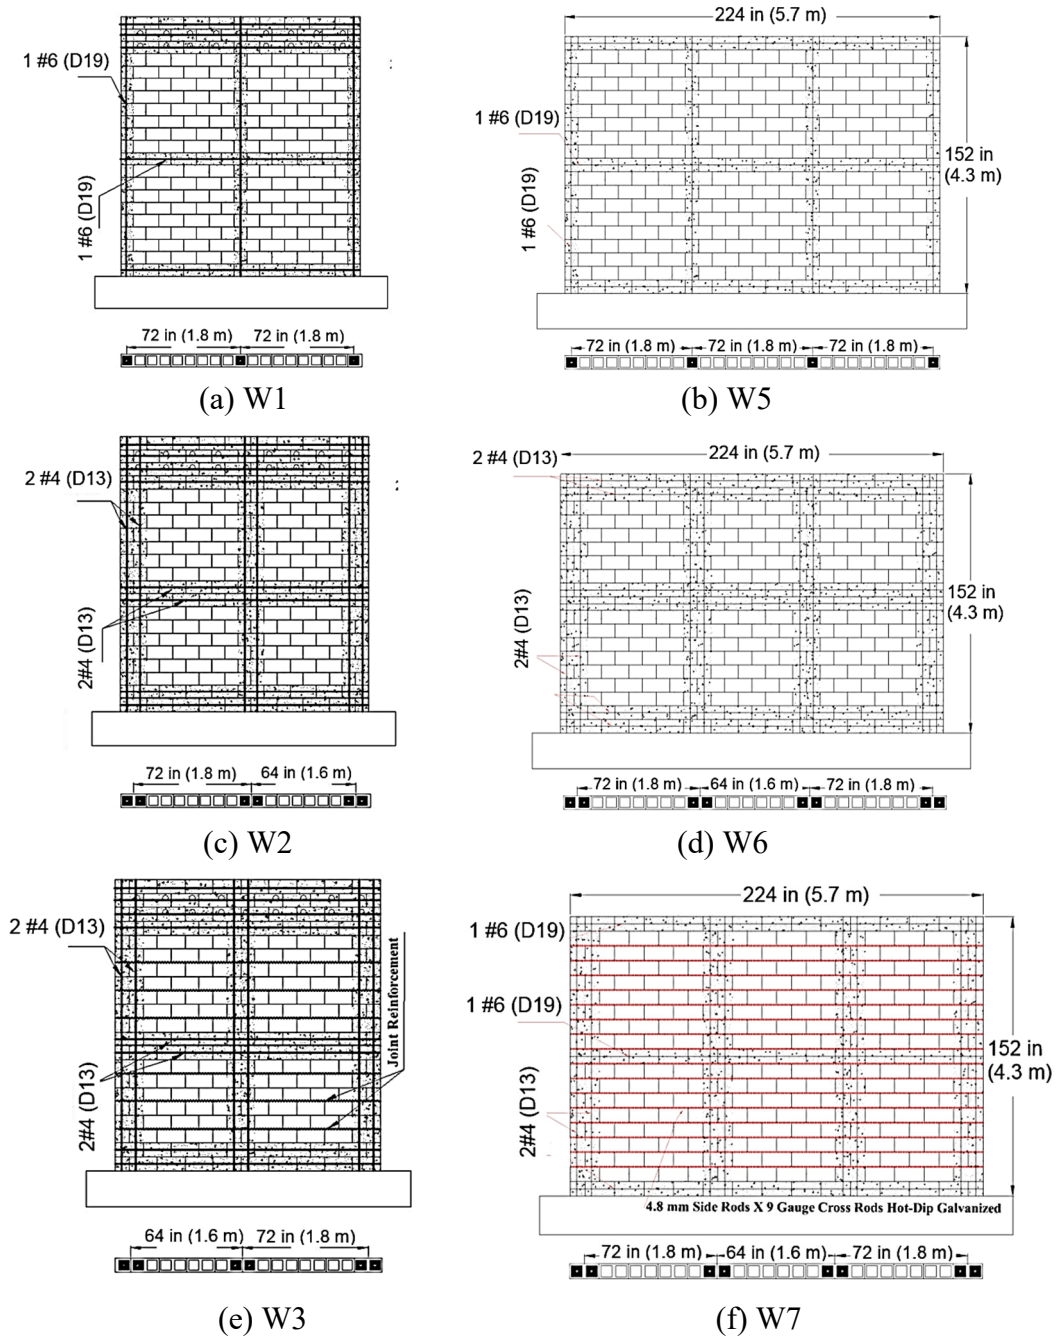 1 #6 (D19)
1 #6 (D19)
72 in (1.8 m)
72 in (1.8 m)
(a) W1
224 in (5.7 m)
1 #6 (D19)
1 #6 (D19)
152 in
(4.3 m)
72 in (1.8 m)
72 in (1.8 m)
72 in (1.8 m)
(b) W5
2 #4 (D13)
2#4 (D13)
72 in (1.8 m)
64 in (1.6 m)
(c) W2
2 #4 (D13)
224 in (5.7 m)
2#4 (D13)
152 in
(4.3 m)
72 in (1.8 m)
64 in (1.6 m)
72 in (1.8 m)
(d) W6
2 #4 (D13)
2#4 (D13)
Joint Reinforcement
64 in (1.6 m)
72 in (1.8 m)
(e) W3
224 in (5.7 m)
1 #6 (D19)
1 #6 (D19)
2#4 (D13)
152 in
(4.3 m)
4.8 mm Side Rods X 9 Gauge Cross Rods Hot-Dip Galvanized
72 in (1.8 m)
64 in (1.6 m)
72 in (1.8 m)
(f) W7